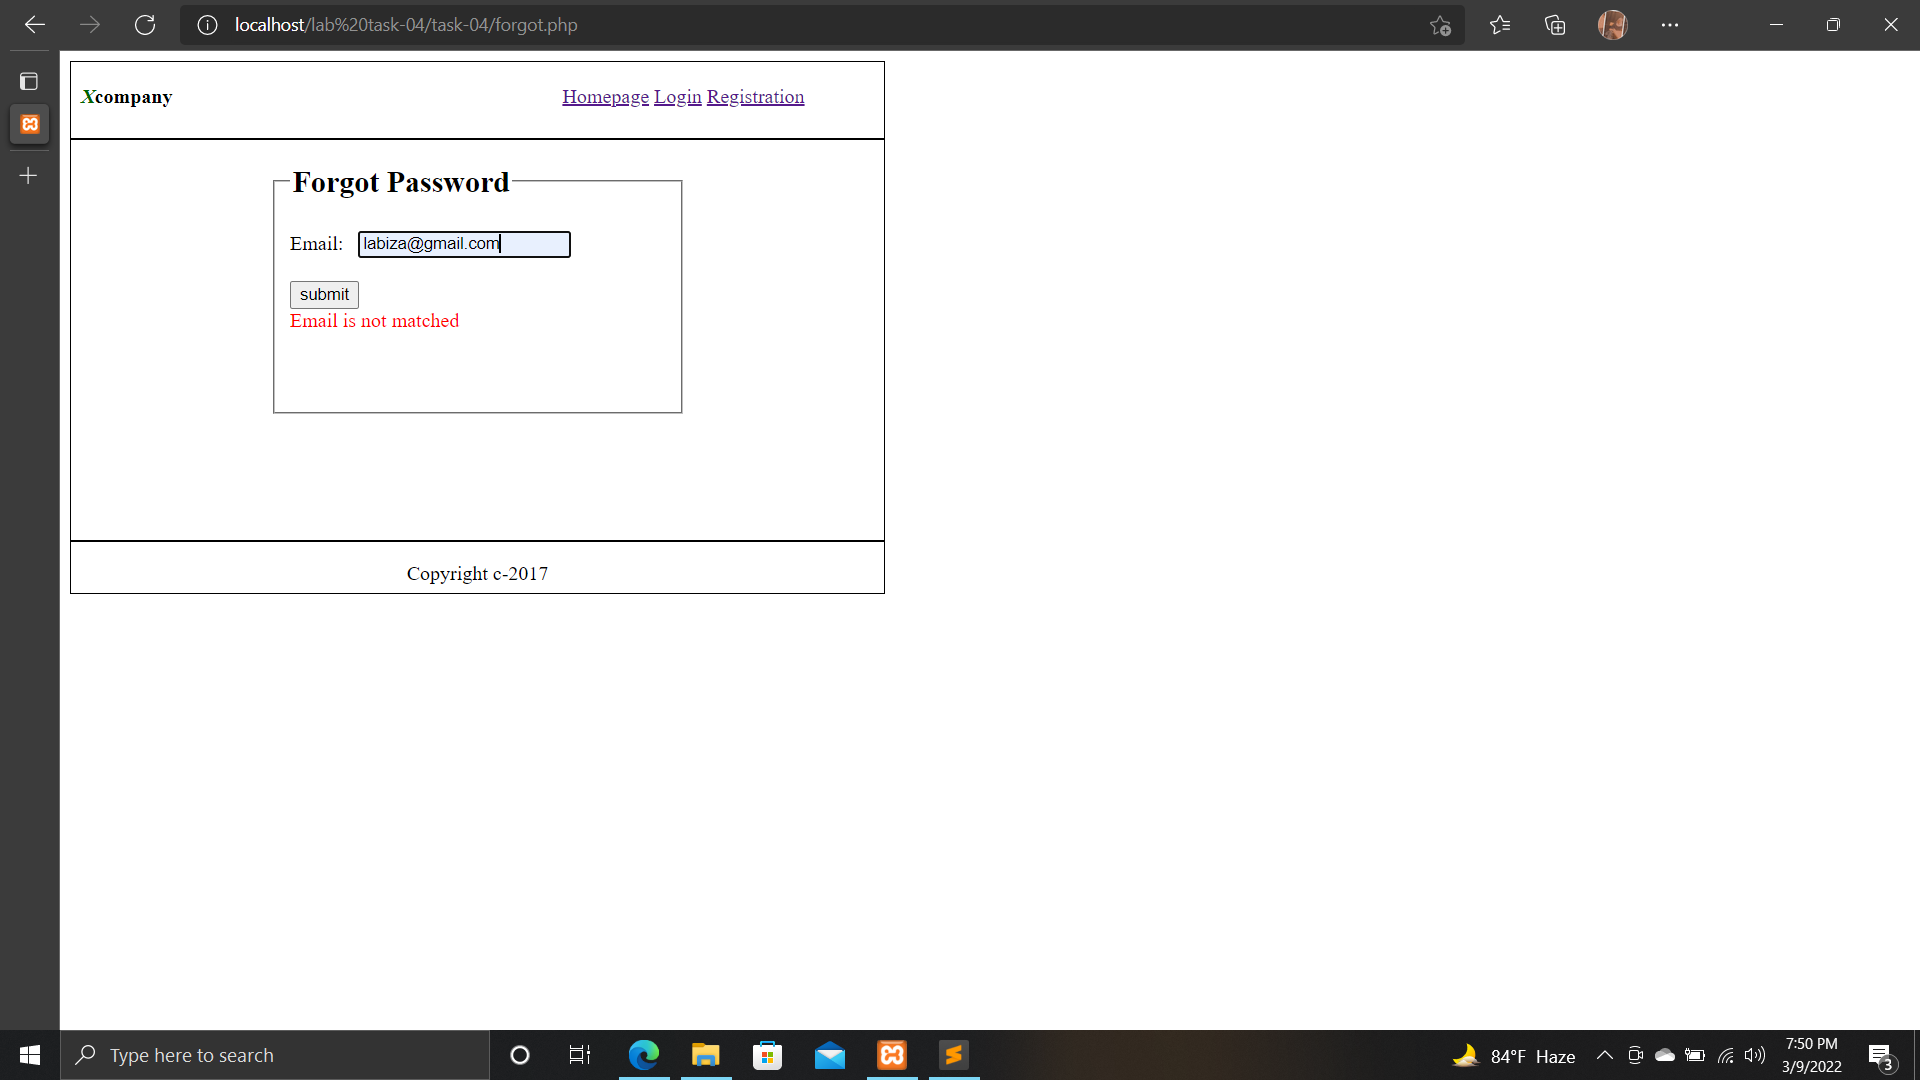 localhost/lab%20task-04/task-04/forgot.php
Xcompany
Homepage Login Registration
Forgot Password
Email: labiza@gmail.com
submit
Email is not matched
Copyright c-2017
Type here to search
84°F Haze
7:50 PM
3/9/2022
3